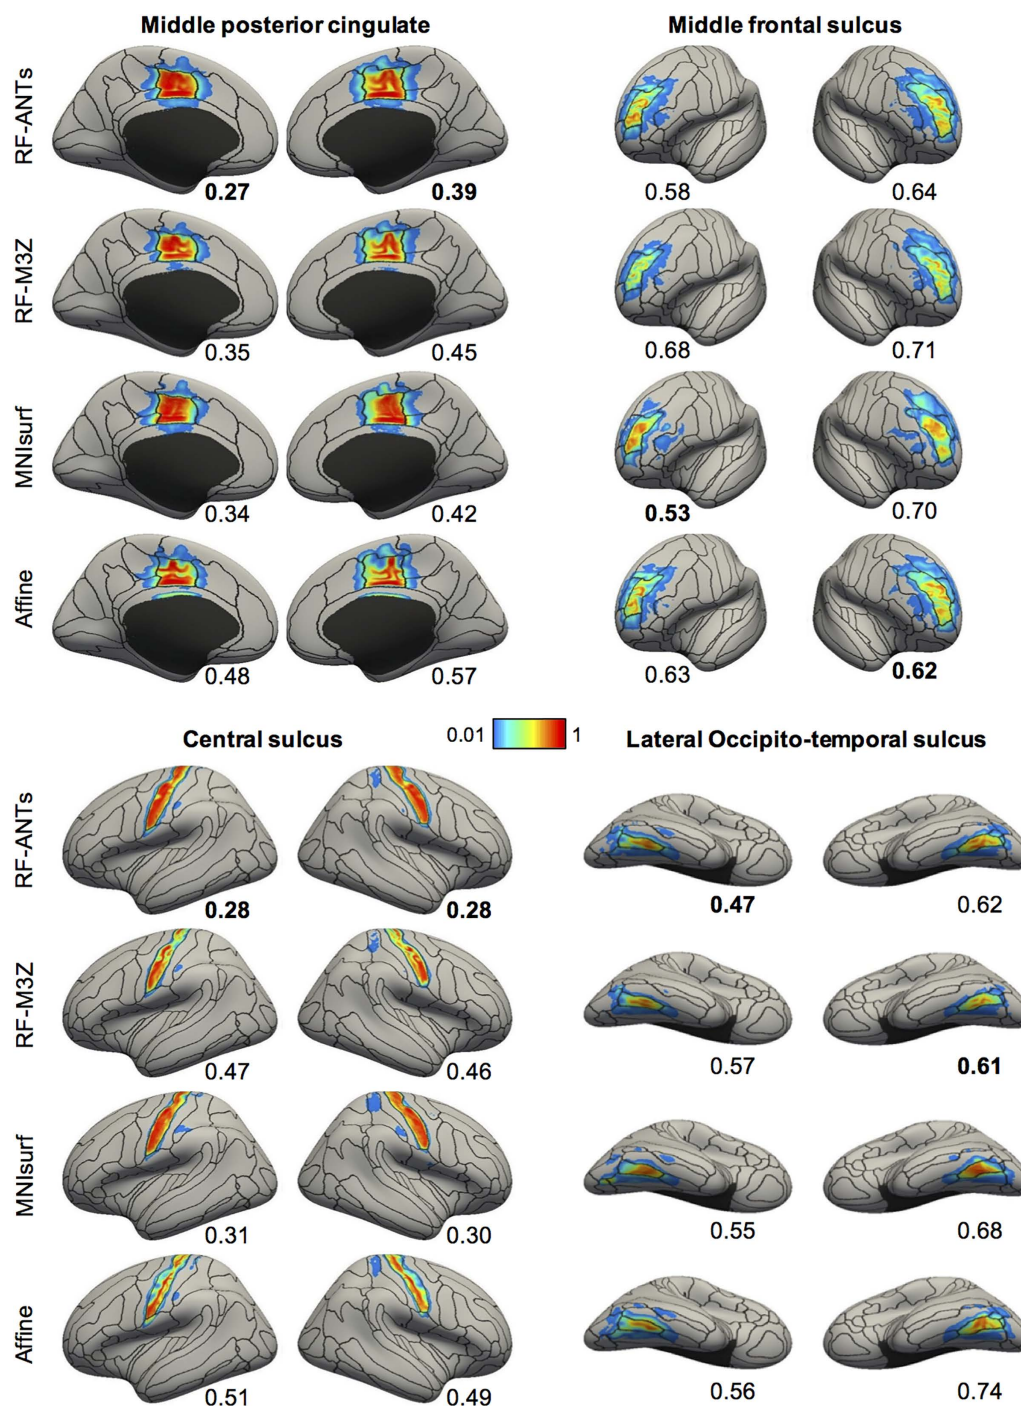 Middle posterior cingulate
Middle frontal sulcus
RF-ANTs
0.27
0.39
0.58
0.64
RF-M3Z
0.35
0.45
0.68
0.71
MNIsurf
0.34
0.42
0.53
0.70
Affine
0.48
0.57
0.63
0.62
Central sulcus
0.01
1
Lateral Occipito-temporal sulcus
RF-ANTs
0.28
0.28
0.47
0.62
RF-M3Z
0.47
0.46
0.57
0.61
MNIsurf
0.31
0.30
0.55
0.68
Affine
0.51
0.49
0.56
0.74